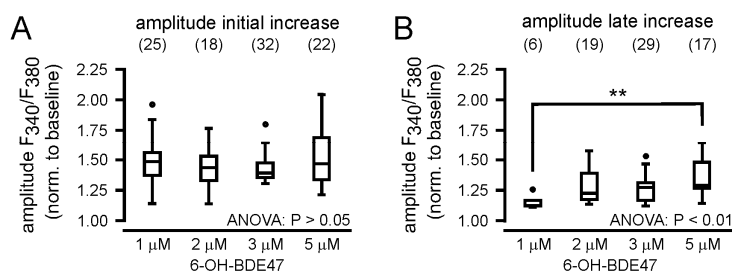 A
amplitude initial increase
(25) (18) (32) (22)
amplitude F340/F380
(norm. to baseline)
2.25
2.00
1.75
1.50
1.25
1.00
ANOVA: P > 0.05
1 µM 2 µM 3 µM 5 µM
6-OH-BDE47
B
amplitude late increase
(6) (19) (29) (17)
amplitude F340/F380
(norm. to baseline)
2.25
2.00
1.75
1.50
1.25
1.00
**
ANOVA: P < 0.01
1 µM 2 µM 3 µM 5 µM
6-OH-BDE47